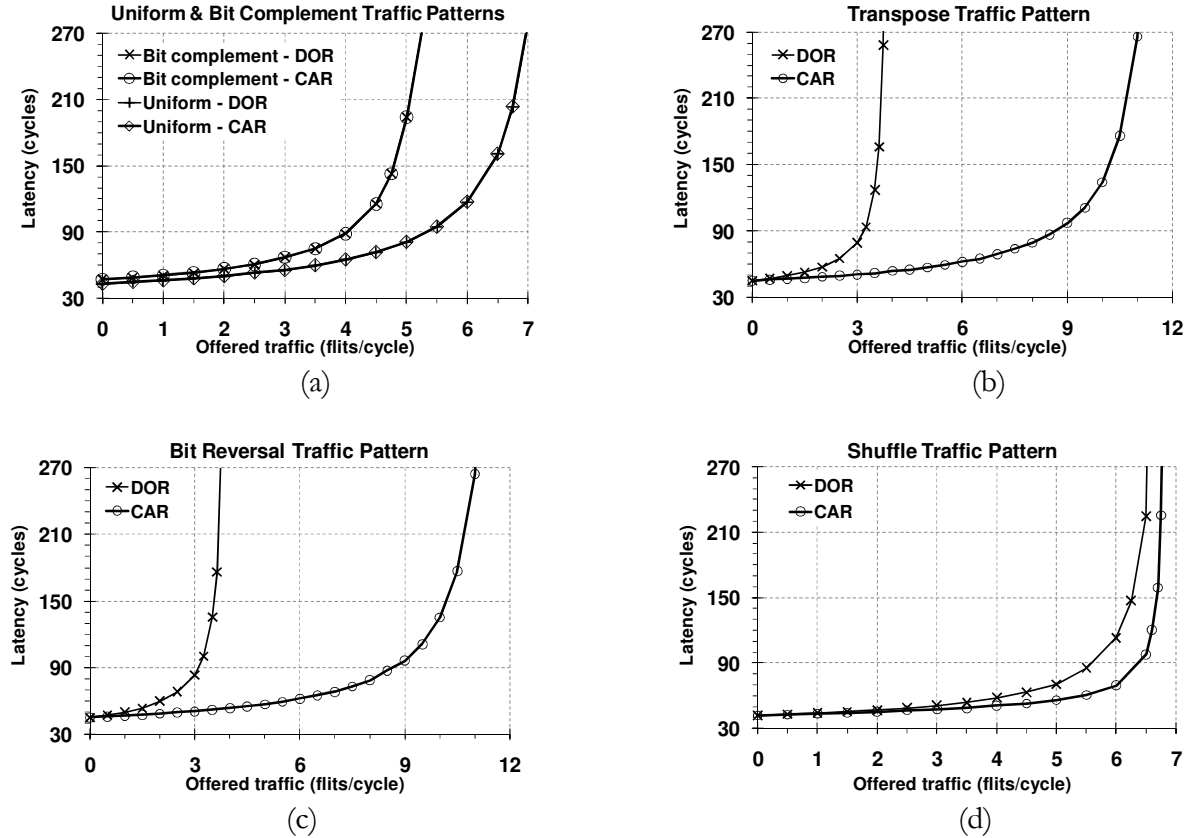 Uniform & Bit Complement Traffic Patterns
270
210
150
90
30
Latency (cycles)
Bit complement - DOR
Bit complement - CAR
Uniform - DOR
Uniform - CAR
0 1 2 3 4 5 6 7
Offered traffic (flits/cycle)
(a)
Transpose Traffic Pattern
270
210
150
90
30
Latency (cycles)
DOR
CAR
0 3 6 9 12
Offered traffic (flits/cycle)
(b)
Bit Reversal Traffic Pattern
270
210
150
90
30
Latency (cycles)
DOR
CAR
0 3 6 9 12
Offered traffic (flits/cycle)
(c)
Shuffle Traffic Pattern
270
210
150
90
30
Latency (cycles)
DOR
CAR
0 1 2 3 4 5 6 7
Offered traffic (flits/cycle)
(d)